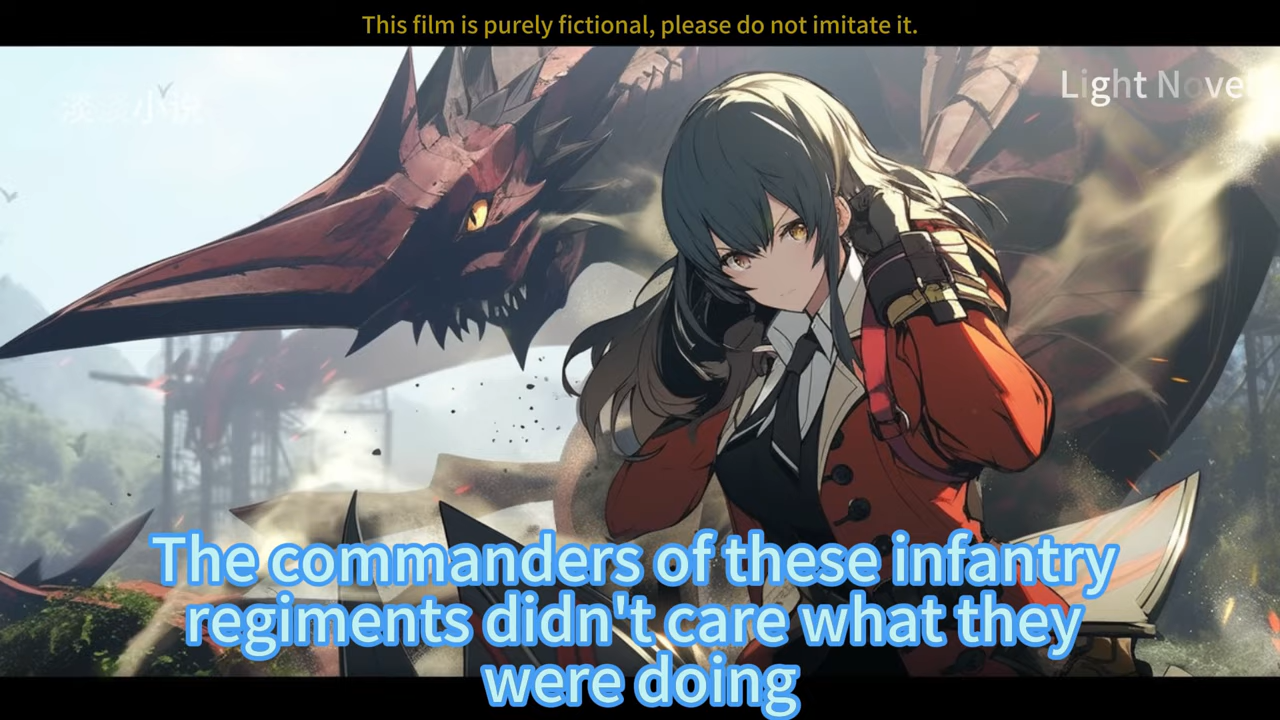 This film is purely fictional, please do not imitate it.
Light Novel
The commanders of these infantry
regiments didn't care what they
were doing